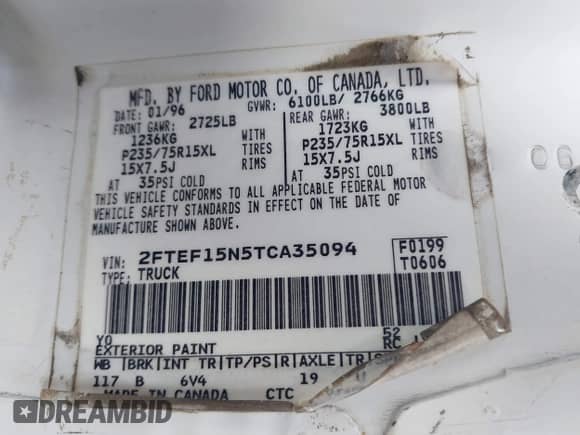 MFD. BY FORD MOTOR CO. OF CANADA, LTD.
DATE: 01/96 GVWR: 6100LB/ 2766KG
FRONT GAWR: 2725LB REAR GAWR: 3800LB
1236KG WITH 1723KG WITH
P235/75R15XL TIRES P235/75R15XL TIRES
15X7.5J RIMS 15X7.5J RIMS
AT 35PSI COLD AT 35PSI COLD
THIS VEHICLE CONFORMS TO ALL APPLICABLE FEDERAL MOTOR
VEHICLE SAFETY STANDARDS IN EFFECT ON THE DATE OF
MANUFACTURE SHOWN ABOVE.
VIN: 2FTEF15N5TCA35094 F0199
TYPE: TRUCK T0606
YO 52
EXTERIOR PAINT RC
WB BRK INT TR TP/PS R AXLE TR
117 B 6V4 19
MADE IN CANADA CTC
DREAMBID